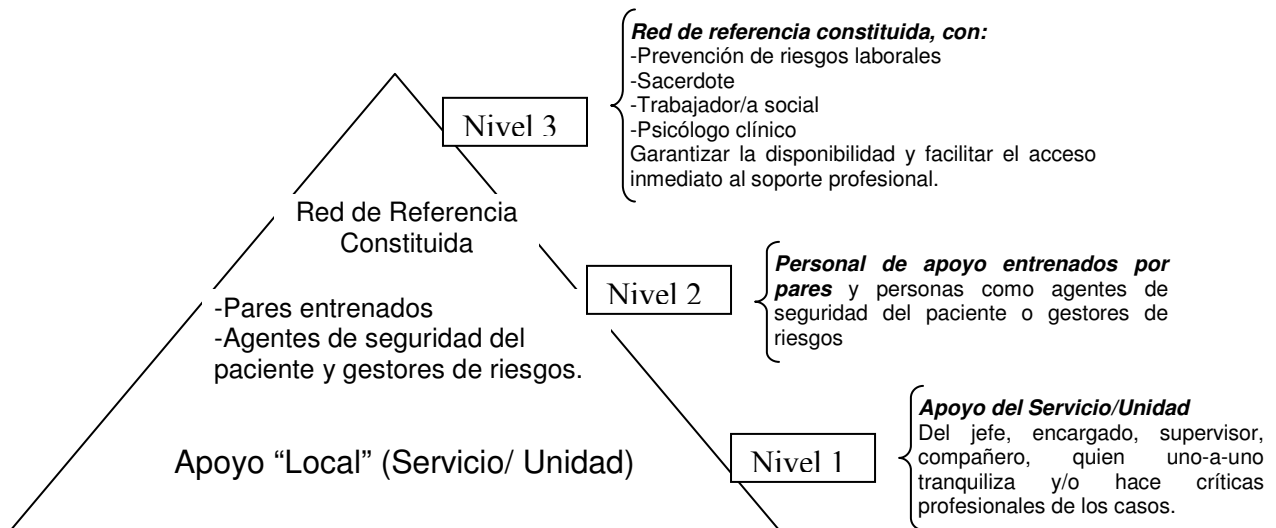 Red de referencia constituida, con:
-Prevención de riesgos laborales
-Sacerdote
-Trabajador/a social
-Psicólogo clínico
Garantizar la disponibilidad y facilitar el acceso
inmediato al soporte profesional.
Nivel 3
Red de Referencia
Constituida
Personal de apoyo entrenados por
pares y personas como agentes de
seguridad del paciente o gestores de
riesgos
Nivel 2
-Pares entrenados
-Agentes de seguridad del
paciente y gestores de riesgos.
Apoyo del Servicio/Unidad
Del jefe, encargado, supervisor,
compañero, quien uno-a-uno
tranquiliza y/o hace críticas
profesionales de los casos.
Nivel 1
Apoyo “Local” (Servicio/ Unidad)